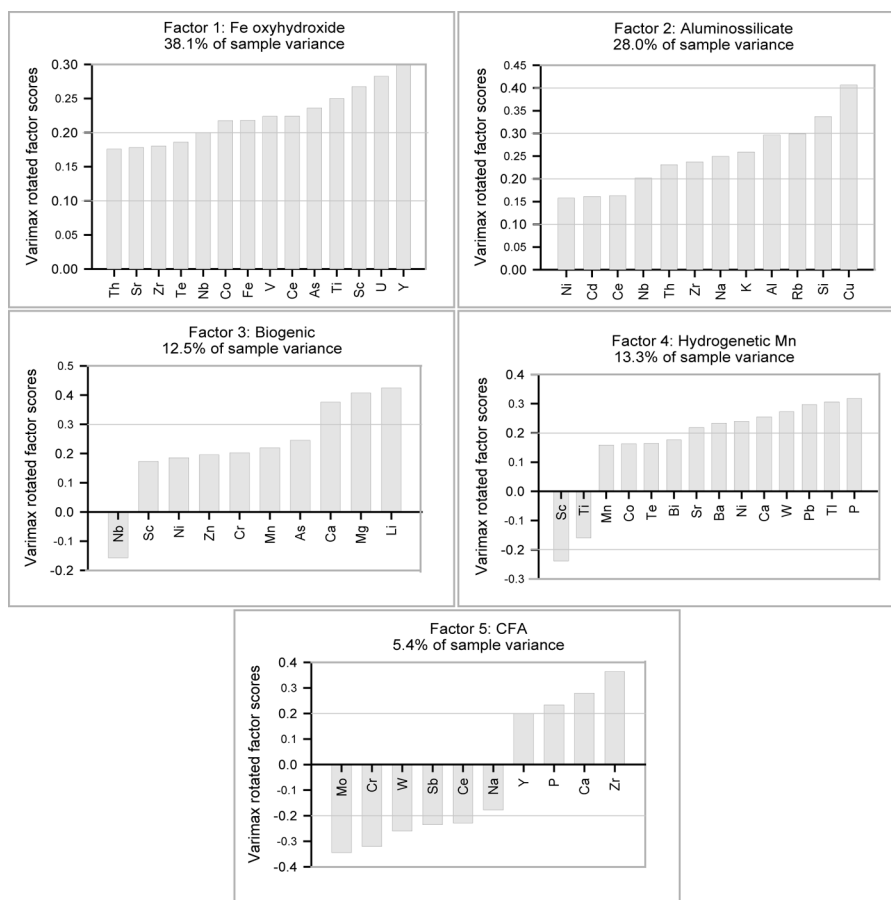 Factor 1: Fe oxyhydroxide
38.1% of sample variance
Varimax rotated factor scores
0.30
0.25
0.20
0.15
0.10
0.05
0.00
Th Sr Zr Te Nb Co Fe V Ce As Ti Sc U Y
Factor 2: Aluminossilicate
28.0% of sample variance
Varimax rotated factor scores
0.45
0.40
0.35
0.30
0.25
0.20
0.15
0.10
0.05
0.00
Ni Cd Ce Nb Th Zr Na K Al Rb Si Cu
Factor 3: Biogenic
12.5% of sample variance
Varimax rotated factor scores
0.5
0.4
0.3
0.2
0.1
0.0
-0.1
-0.2
Nb Sc Ni Zn Cr Mn As Ca Mg Li
Factor 4: Hydrogenetic Mn
13.3% of sample variance
Varimax rotated factor scores
0.4
0.3
0.2
0.1
0.0
-0.1
-0.2
-0.3
Sc Ti Mn Co Te Bi Sr Ba Ni Ca W Pb Tl P
Factor 5: CFA
5.4% of sample variance
Varimax rotated factor scores
0.4
0.3
0.2
0.1
0.0
-0.1
-0.2
-0.3
-0.4
Mo Cr W Sb Ce Na Y P Ca Zr